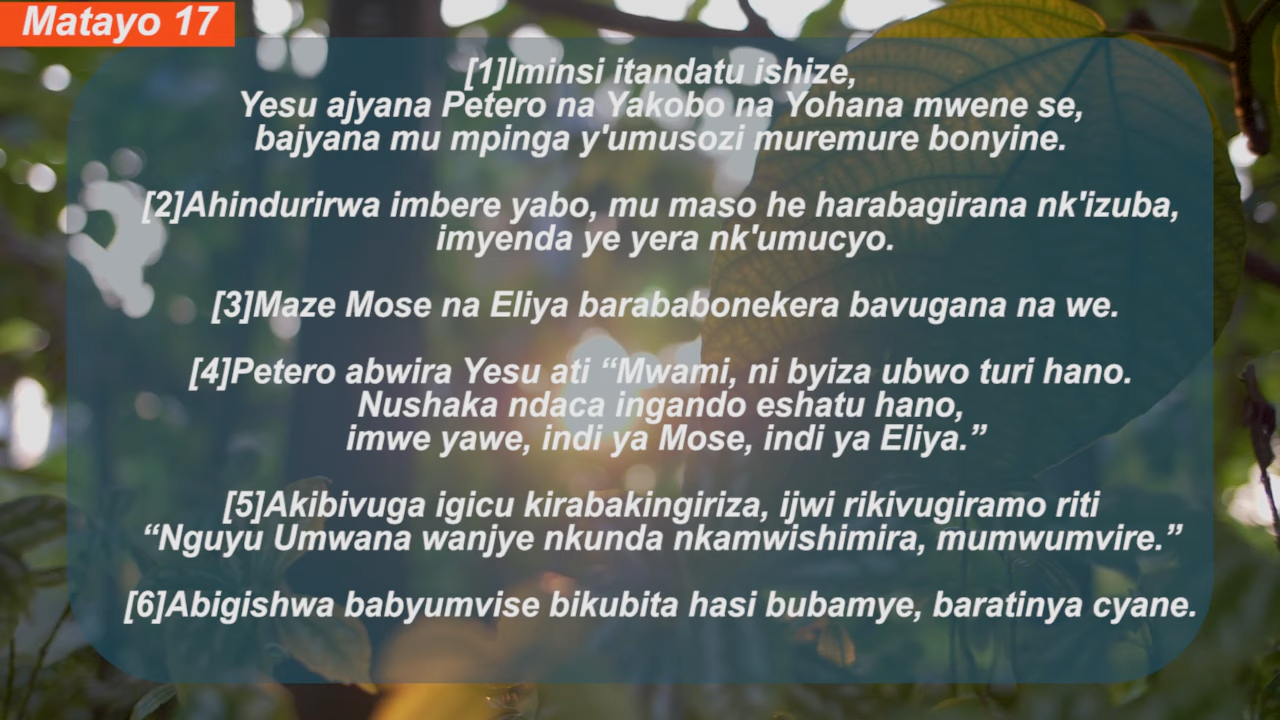 Matayo 17
[1]Iminsi itandatu ishize,
Yesu ajyana Petero na Yakobo na Yohana mwene se,
bajyana mu mpinga y'umusozi muremure bonyine.
[2]Ahindurirwa imbere yabo, mu maso he harabagirana nk'izuba,
imyenda ye yera nk'umucyo.
[3]Maze Mose na Eliya barababonekera bavugana na we.
[4]Petero abwira Yesu ati “Mwami, ni byiza ubwo turi hano.
Nushaka ndaca ingando eshatu hano,
imwe yawe, indi ya Mose, indi ya Eliya.”
[5]Akibivuga igicu kirabakingiriza, ijwi rikivugiramo riti
“Nguyu Umwana wanjye nkunda nkamwishimira, mumwumvire.”
[6]Abigishwa babyumvise bikubita hasi bubamye, baratinya cyane.